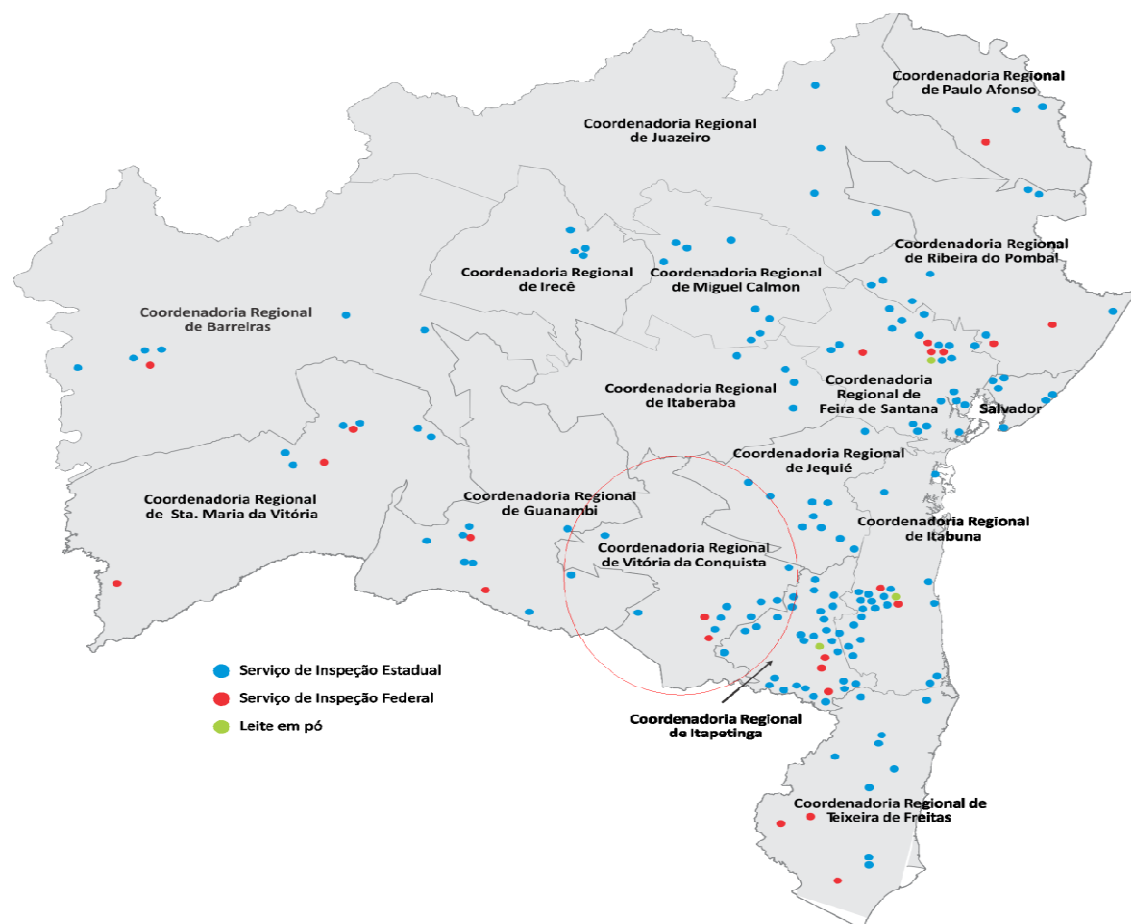 Coordenadoria Regional
de Paulo Afonso
Coordenadoria Regional
de Juazeiro
Coordenadoria Regional
de Ribeira do Pombal
Coordenadoria Regional
de Irecê
Coordenadoria Regional
de Miguel Calmon
Coordenadoria Regional
de Barreiras
Coordenadoria Regional
de Itaberaba
Coordenadoria
Regional de
Feira de Santana
Salvador
Coordenadoria Regional
de Jequié
Coordenadoria Regional
de Sta. Maria da Vitória
Coordenadoria Regional
de Guanambi
Coordenadoria Regional
de Itabuna
Coordenadoria Regional
de Vitória da Conquista
Serviço de Inspeção Estadual
Serviço de Inspeção Federal
Leite em pó
Coordenadoria Regional
de Itapetinga
Coordenadoria Regional de
Teixeira de Freitas